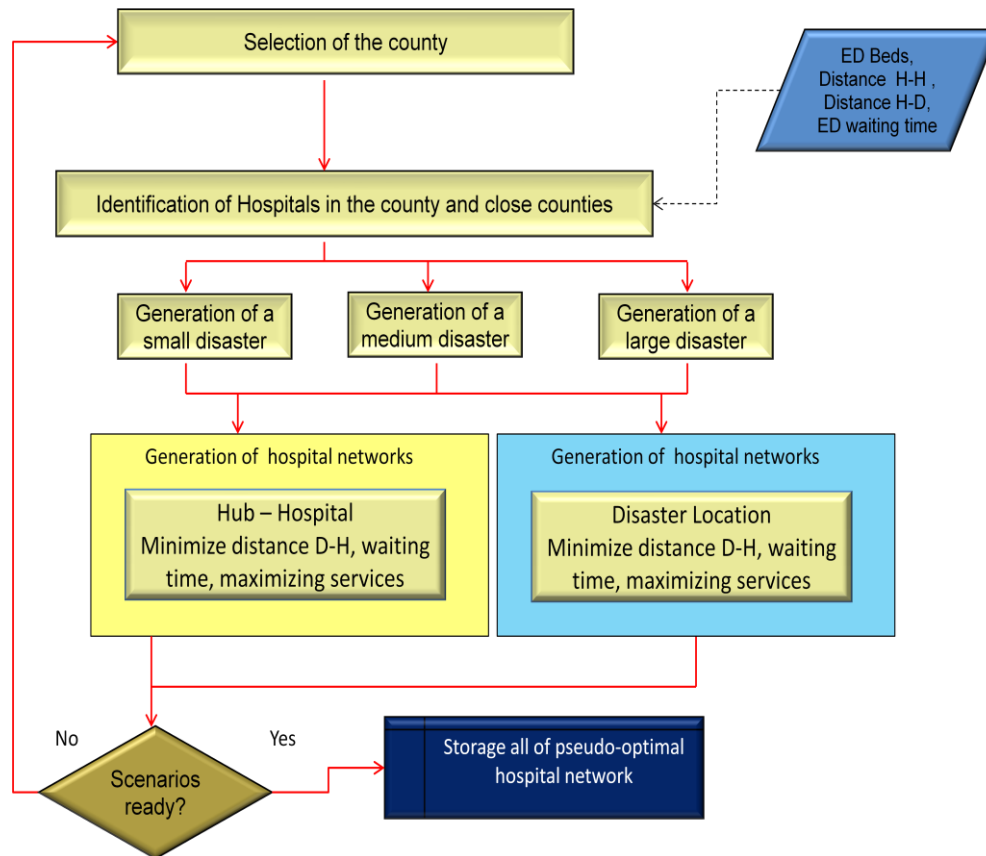 Selection of the county
ED Beds,
Distance H-H ,
Distance H-D,
ED waiting time
Identification of Hospitals in the county and close counties
Generation of a
small disaster
Generation of a
medium disaster
Generation of a
large disaster
Generation of hospital networks
Hub – Hospital
Minimize distance D-H, waiting
time, maximizing services
Generation of hospital networks
Disaster Location
Minimize distance D-H, waiting
time, maximizing services
No
Yes
Scenarios
ready?
Storage all of pseudo-optimal
hospital network